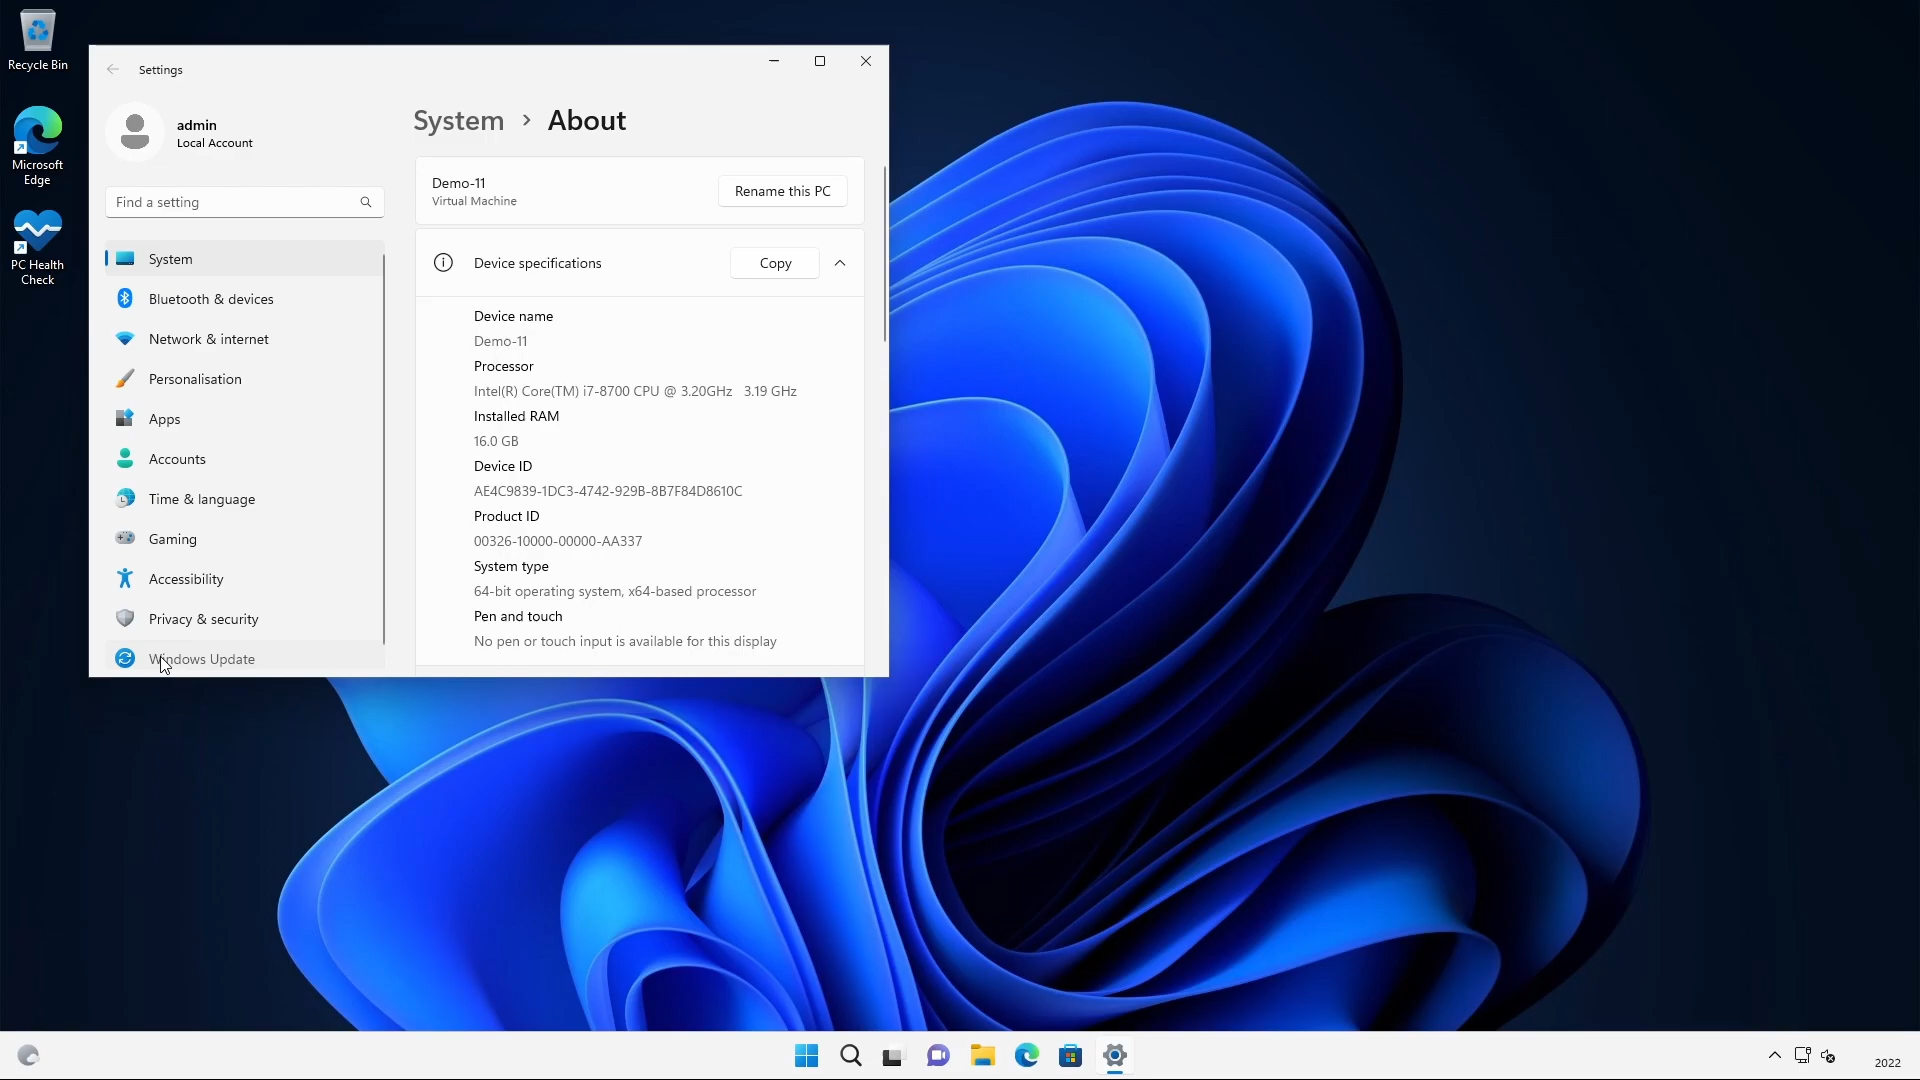 Recycle Bin
Microsoft
Edge
PC Health
Check
Settings
admin
Local Account
Find a setting
System
Bluetooth & devices
Network & internet
Personalisation
Apps
Accounts
Time & language
Gaming
Accessibility
Privacy & security
Windows Update
System › About
Demo-11
Virtual Machine
Rename this PC
Device specifications
Copy
Device name
Demo-11
Processor
Intel(R) Core(TM) i7-8700 CPU @ 3.20GHz 3.19 GHz
Installed RAM
16.0 GB
Device ID
AE4C9839-1DC3-4742-929B-8B7F84D8610C
Product ID
00326-10000-00000-AA337
System type
64-bit operating system, x64-based processor
Pen and touch
No pen or touch input is available for this display
2022